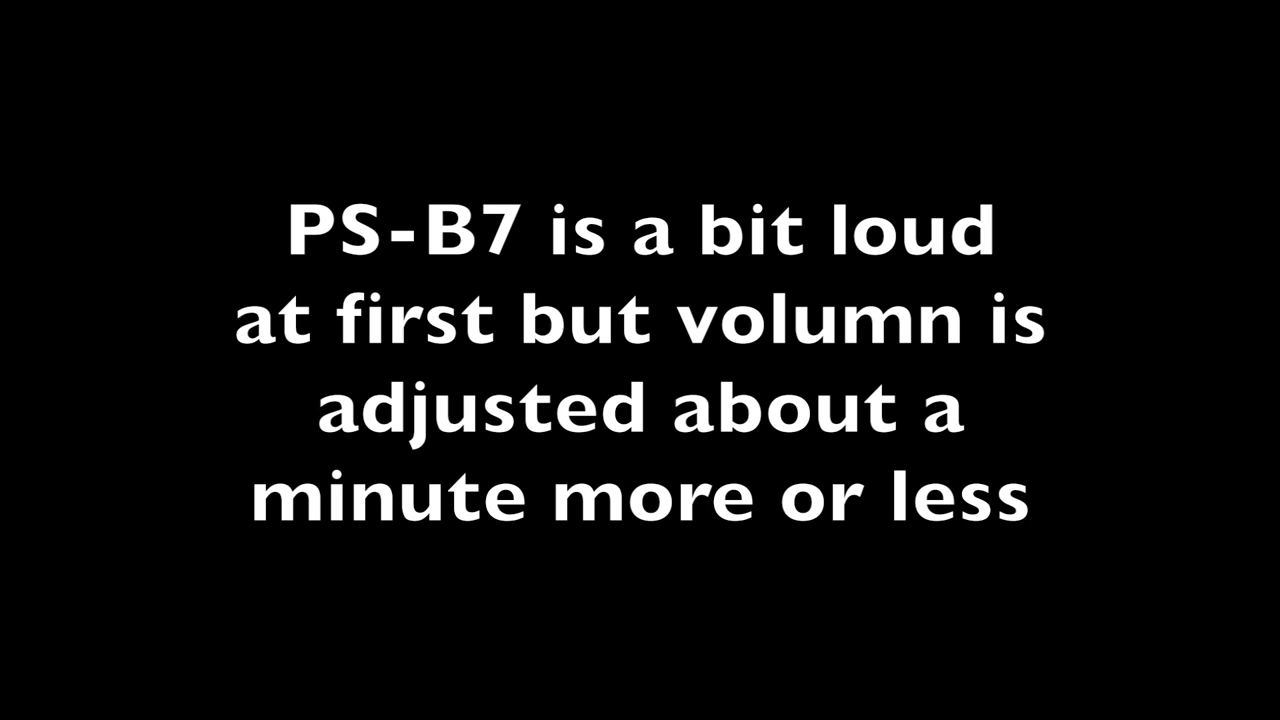 PS-B7 is a bit loud
at first but volumn is
adjusted about a
minute more or less